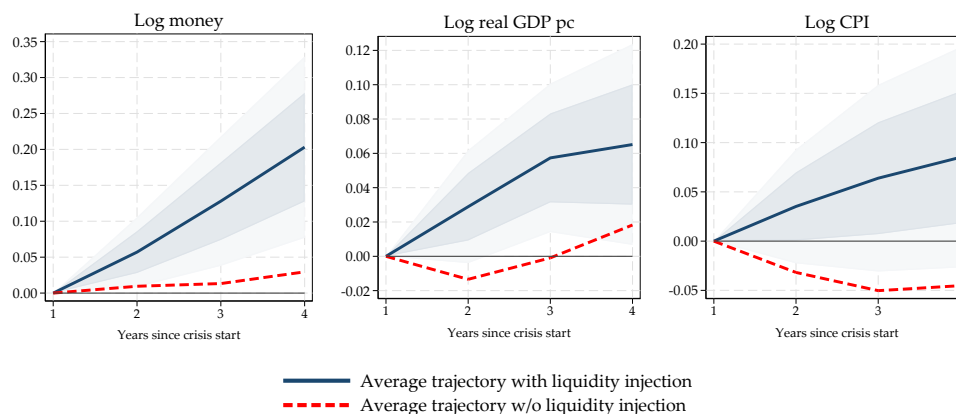 Log money
0.35
0.30
0.25
0.20
0.15
0.10
0.05
0.00
1 2 3 4
Years since crisis start
Log real GDP pc
0.12
0.10
0.08
0.06
0.04
0.02
0.00
-0.02
1 2 3 4
Years since crisis start
Log CPI
0.20
0.15
0.10
0.05
0.00
-0.05
1 2 3
Years since crisis start
Average trajectory with liquidity injection
Average trajectory w/o liquidity injection